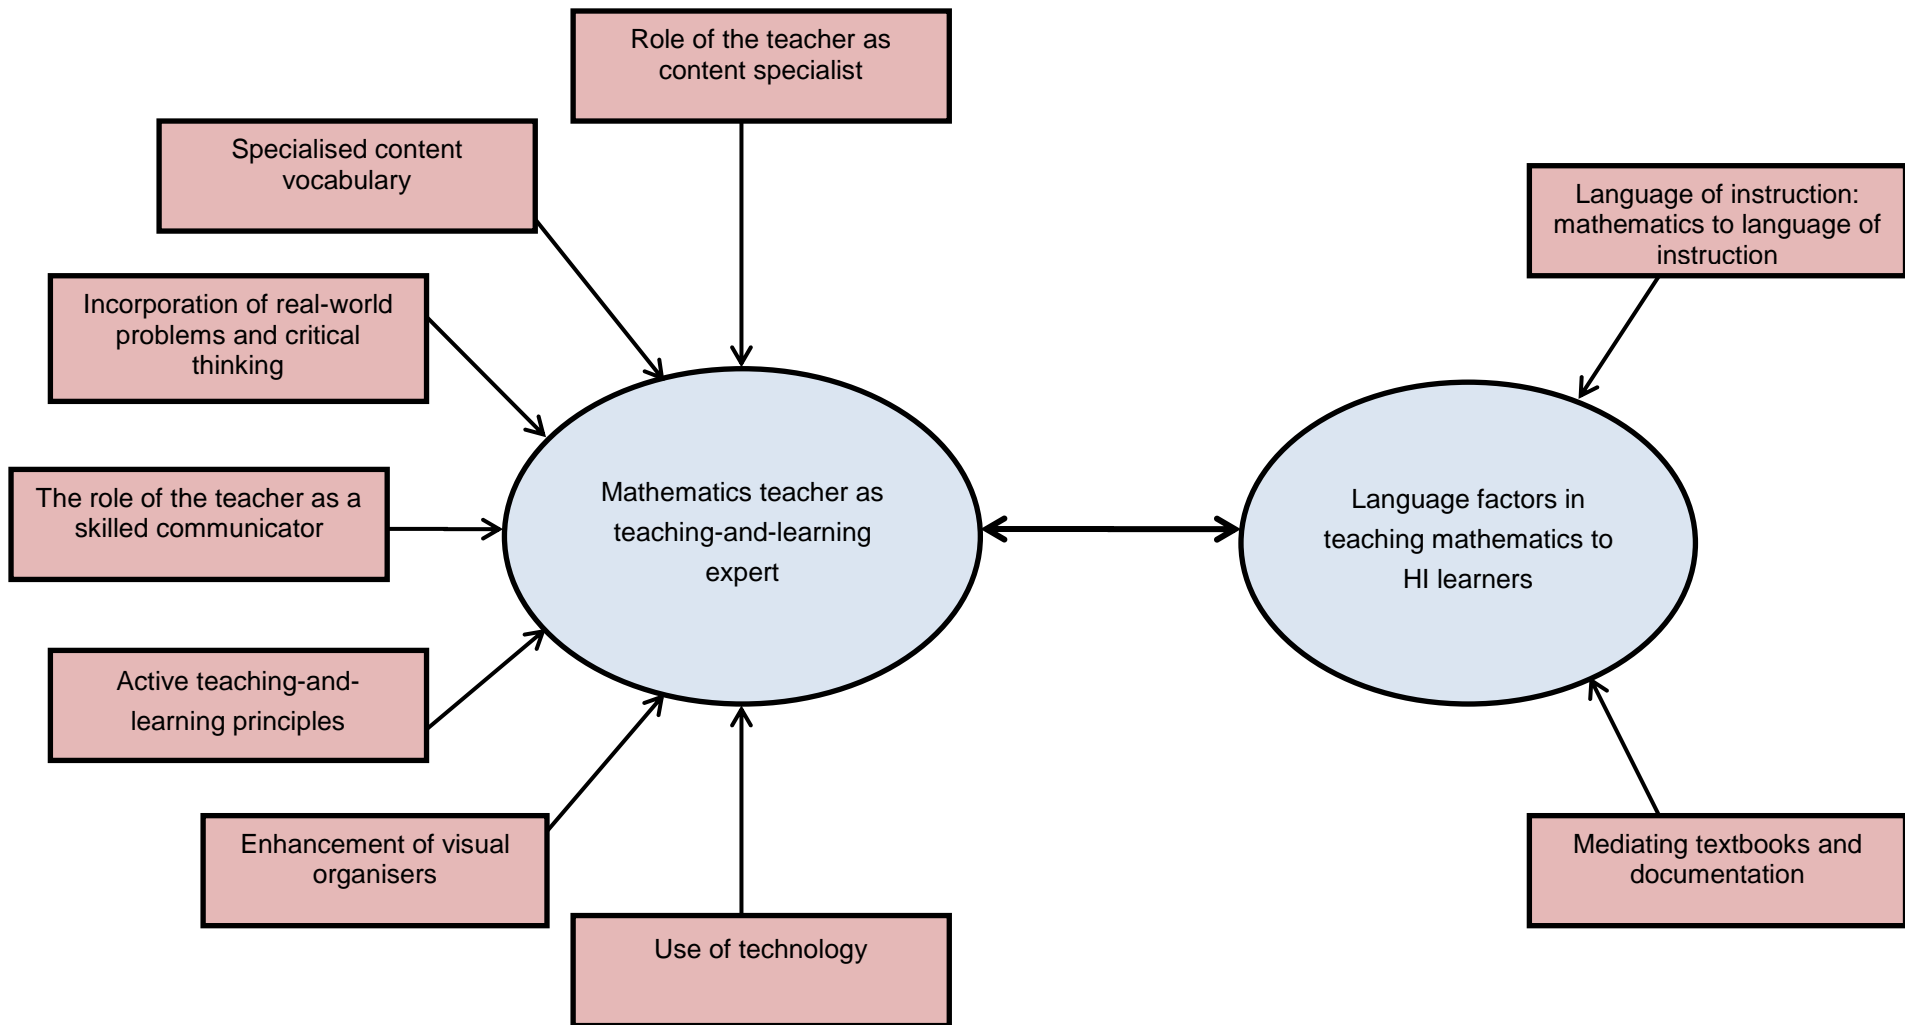 Role of the teacher as
content specialist
Specialised content
vocabulary
Language of instruction:
mathematics to language of
instruction
Incorporation of real-world
problems and critical
thinking
The role of the teacher as a
skilled communicator
Mathematics teacher as
teaching-and-learning
expert
Language factors in
teaching mathematics to
HI learners
Active teaching-and-
learning principles
Enhancement of visual
organisers
Mediating textbooks and
documentation
Use of technology